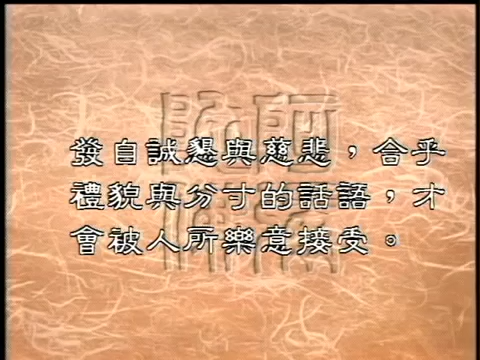 發自誠懇與慈悲，合乎
禮貌與分寸的話語，才
會被人所樂意接受。